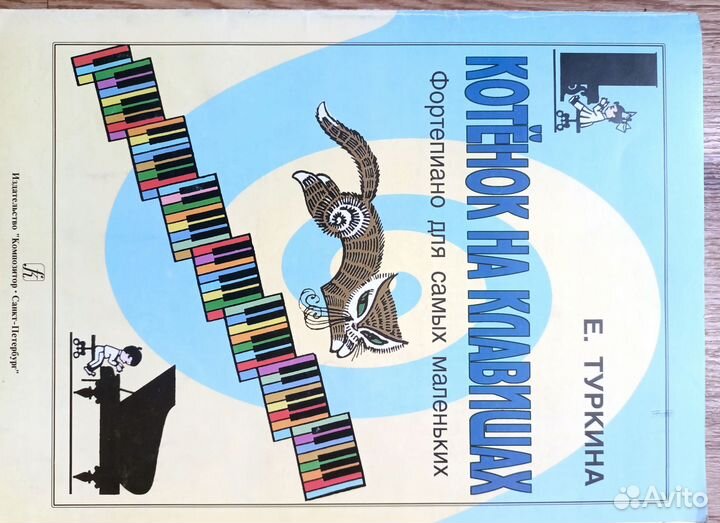 Е. ТУРКИНА
КОТЁНОК НА КЛАВИШАХ
Фортепиано для самых маленьких
Издательство "Композитор • Санкт-Петербург"
Avito